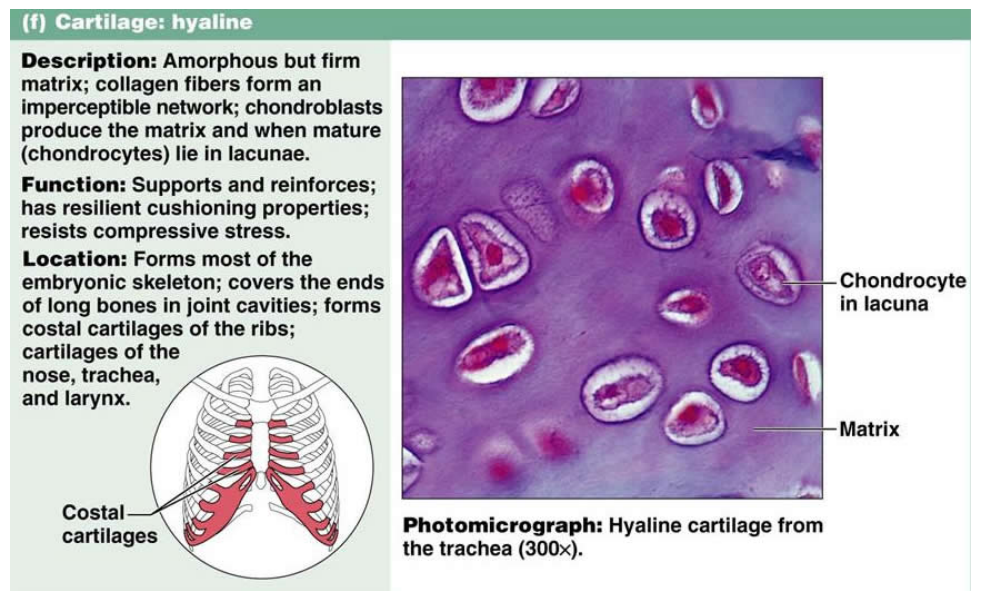 (f) Cartilage: hyaline
Description: Amorphous but firm
matrix; collagen fibers form an
imperceptible network; chondroblasts
produce the matrix and when mature
(chondrocytes) lie in lacunae.
Function: Supports and reinforces;
has resilient cushioning properties;
resists compressive stress.
Location: Forms most of the
embryonic skeleton; covers the ends
of long bones in joint cavities; forms
costal cartilages of the ribs;
cartilages of the
nose, trachea,
and larynx.
Costal
cartilages
Chondrocyte
in lacuna
Matrix
Photomicrograph: Hyaline cartilage from
the trachea (300×).